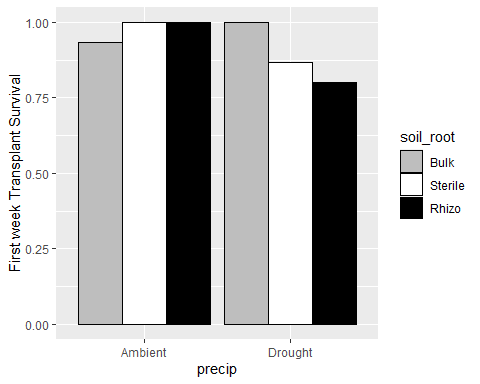 First week Transplant Survival
1.00
0.75
0.50
0.25
0.00
Ambient
Drought
precip
soil_root
Bulk
Sterile
Rhizo